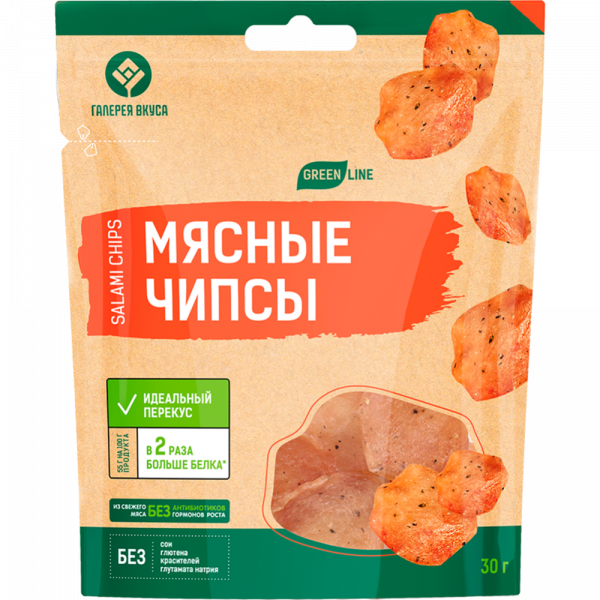 ГАЛЕРЕЯ ВКУСА
GREEN LINE
SALAMI CHIPS
МЯСНЫЕ
ЧИПСЫ
ИДЕАЛЬНЫЙ
ПЕРЕКУС
55 Г НА 100 Г
ПРОДУКТА
В 2 РАЗА
БОЛЬШЕ БЕЛКА*
ИЗ СВЕЖЕГО
МЯСА БЕЗ АНТИБИОТИКОВ
ГОРМОНОВ РОСТА
БЕЗ
сои
глютена
красителей
глутамата натрия
30 г